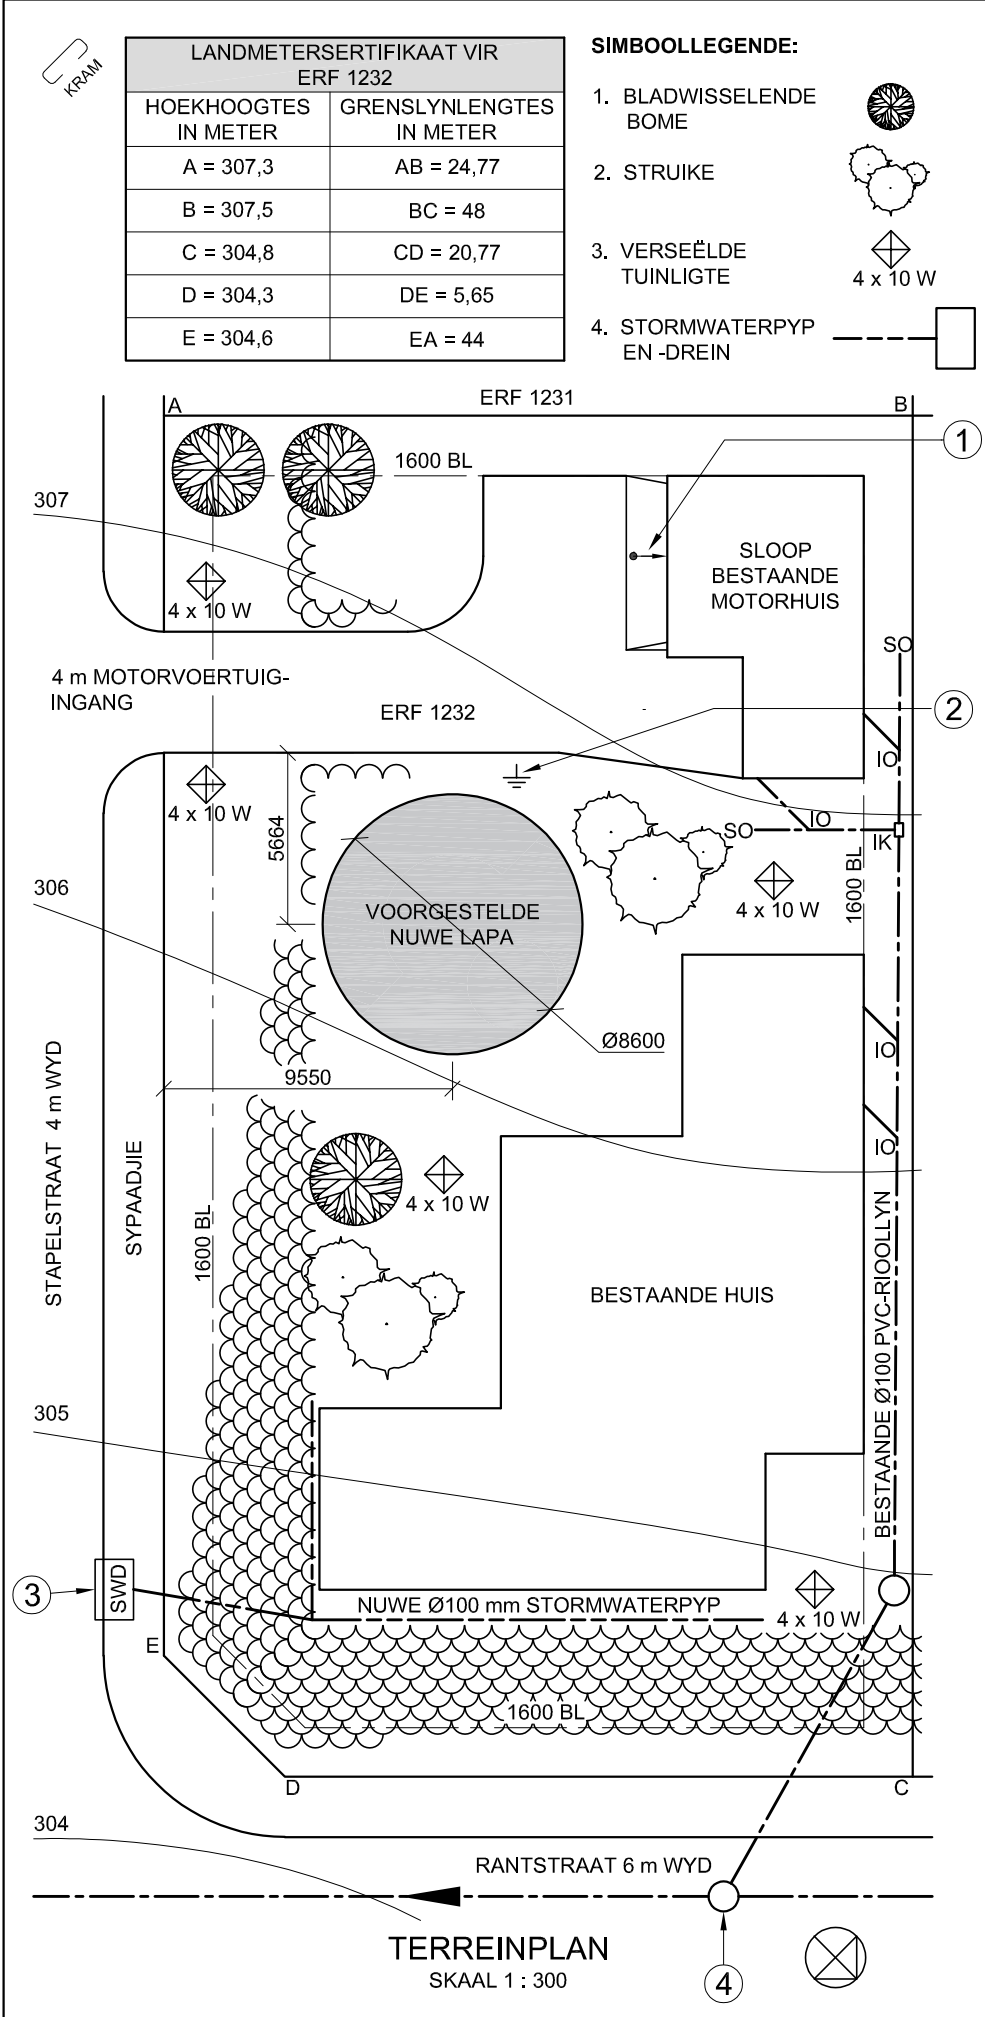 KRAM
LANDMETERSERTIFIKAAT VIR
ERF 1232
HOEKHOOGTES
IN METER
GRENSLYNLENGTES
IN METER
A = 307,3
AB = 24,77
B = 307,5
BC = 48
C = 304,8
CD = 20,77
D = 304,3
DE = 5,65
E = 304,6
EA = 44
SIMBOOLLEGENDE:
1. BLADWISSELENDE
BOME
2. STRUIKE
3. VERSEËLDE
TUINLIGTE
4 x 10 W
4. STORMWATERPYP
EN -DREIN
A
ERF 1231
B
1
1600 BL
307
SLOOP
BESTAANDE
MOTORHUIS
4 x 10 W
SO
4 m MOTORVOERTUIG-
INGANG
ERF 1232
2
IO
4 x 10 W
5664
SO
IO
IK
306
VOORGESTELDE
NUWE LAPA
4 x 10 W
1600 BL
Ø8600
IO
9550
STAPELSTRAAT 4 m WYD
SYPAADJIE
IO
4 x 10 W
1600 BL
BESTAANDE HUIS
BESTAANDE Ø100 PVC-RIOOLLYN
305
3
SWD
NUWE Ø100 mm STORMWATERPYP
4 x 10 W
E
1600 BL
D
C
304
RANTSTRAAT 6 m WYD
TERREINPLAN
SKAAL 1 : 300
4